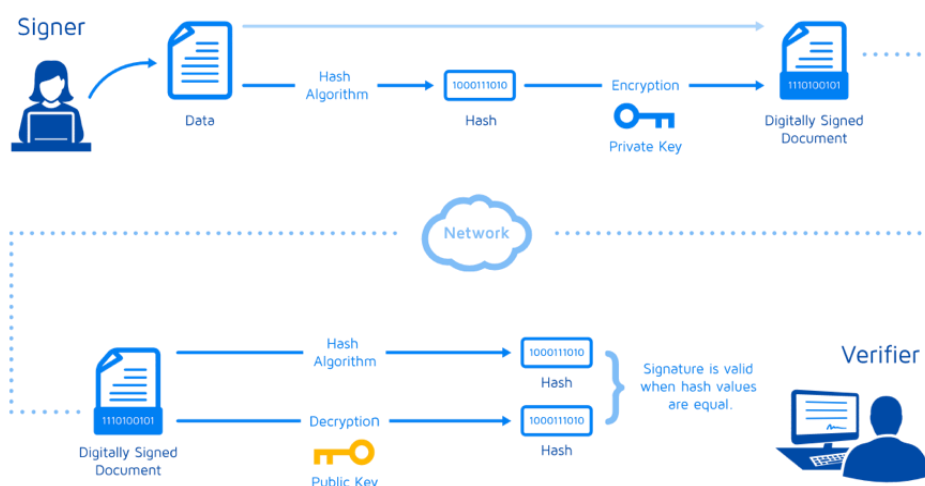 Signer
Hash
Algorithm
1000111010
Encryption
1110100101
Data
Hash
Private Key
Digitally Signed
Document
Network
Hash
Algorithm
1000111010
Hash
Signature is valid
when hash values
are equal.
Verifier
1110100101
Decryption
1000111010
Digitally Signed
Document
Public Key
Hash